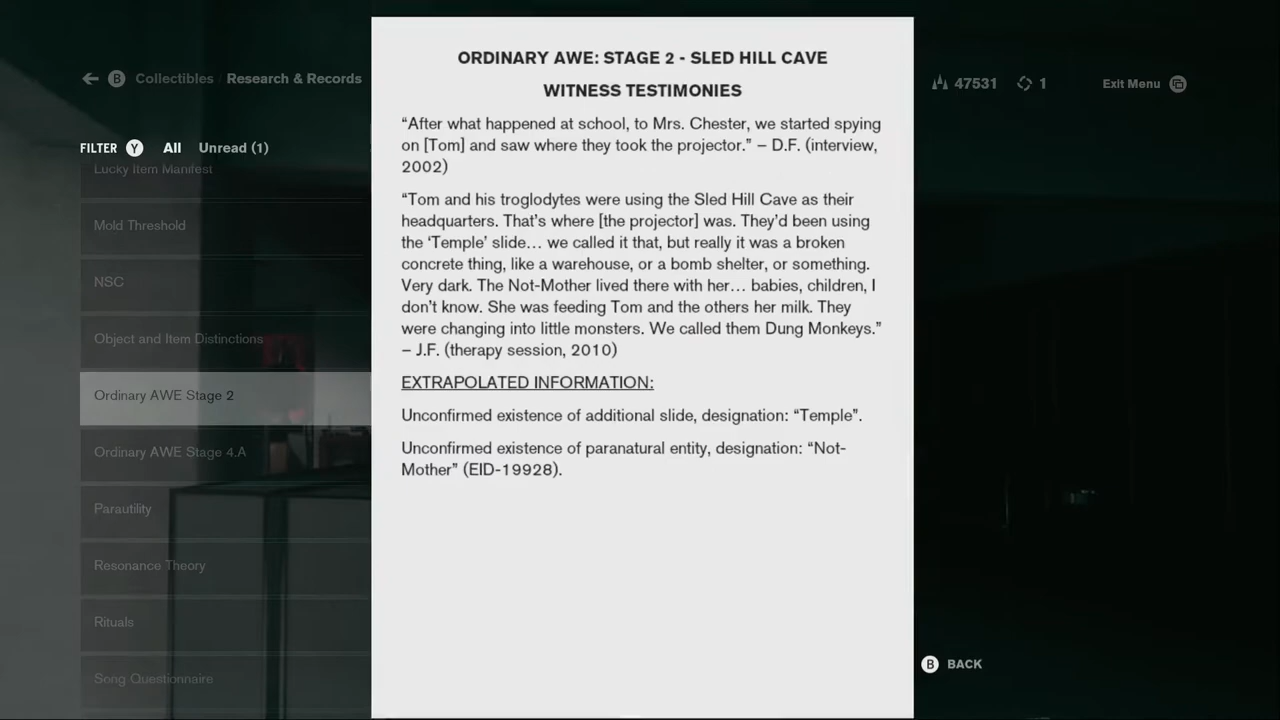 ORDINARY AWE: STAGE 2 - SLED HILL CAVE
WITNESS TESTIMONIES
“After what happened at school, to Mrs. Chester, we started spying
on [Tom] and saw where they took the projector.” – D.F. (interview,
2002)
“Tom and his troglodytes were using the Sled Hill Cave as their
headquarters. That’s where [the projector] was. They’d been using
the ‘Temple’ slide... we called it that, but really it was a broken
concrete thing, like a warehouse, or a bomb shelter, or something.
Very dark. The Not-Mother lived there with her... babies, children, I
don’t know. She was feeding Tom and the others her milk. They
were changing into little monsters. We called them Dung Monkeys.”
– J.F. (therapy session, 2010)
EXTRAPOLATED INFORMATION:
Unconfirmed existence of additional slide, designation: “Temple”.
Unconfirmed existence of paranatural entity, designation: “Not-
Mother” (EID-19928).
B Collectibles / Research & Records
47531 1 Exit Menu
FILTER Y All Unread (1)
Lucky Item Manifest
Mold Threshold
NSC
Object and Item Distinctions
Ordinary AWE Stage 2
Ordinary AWE Stage 4.A
Parautility
Resonance Theory
Rituals
Song Questionnaire
B BACK